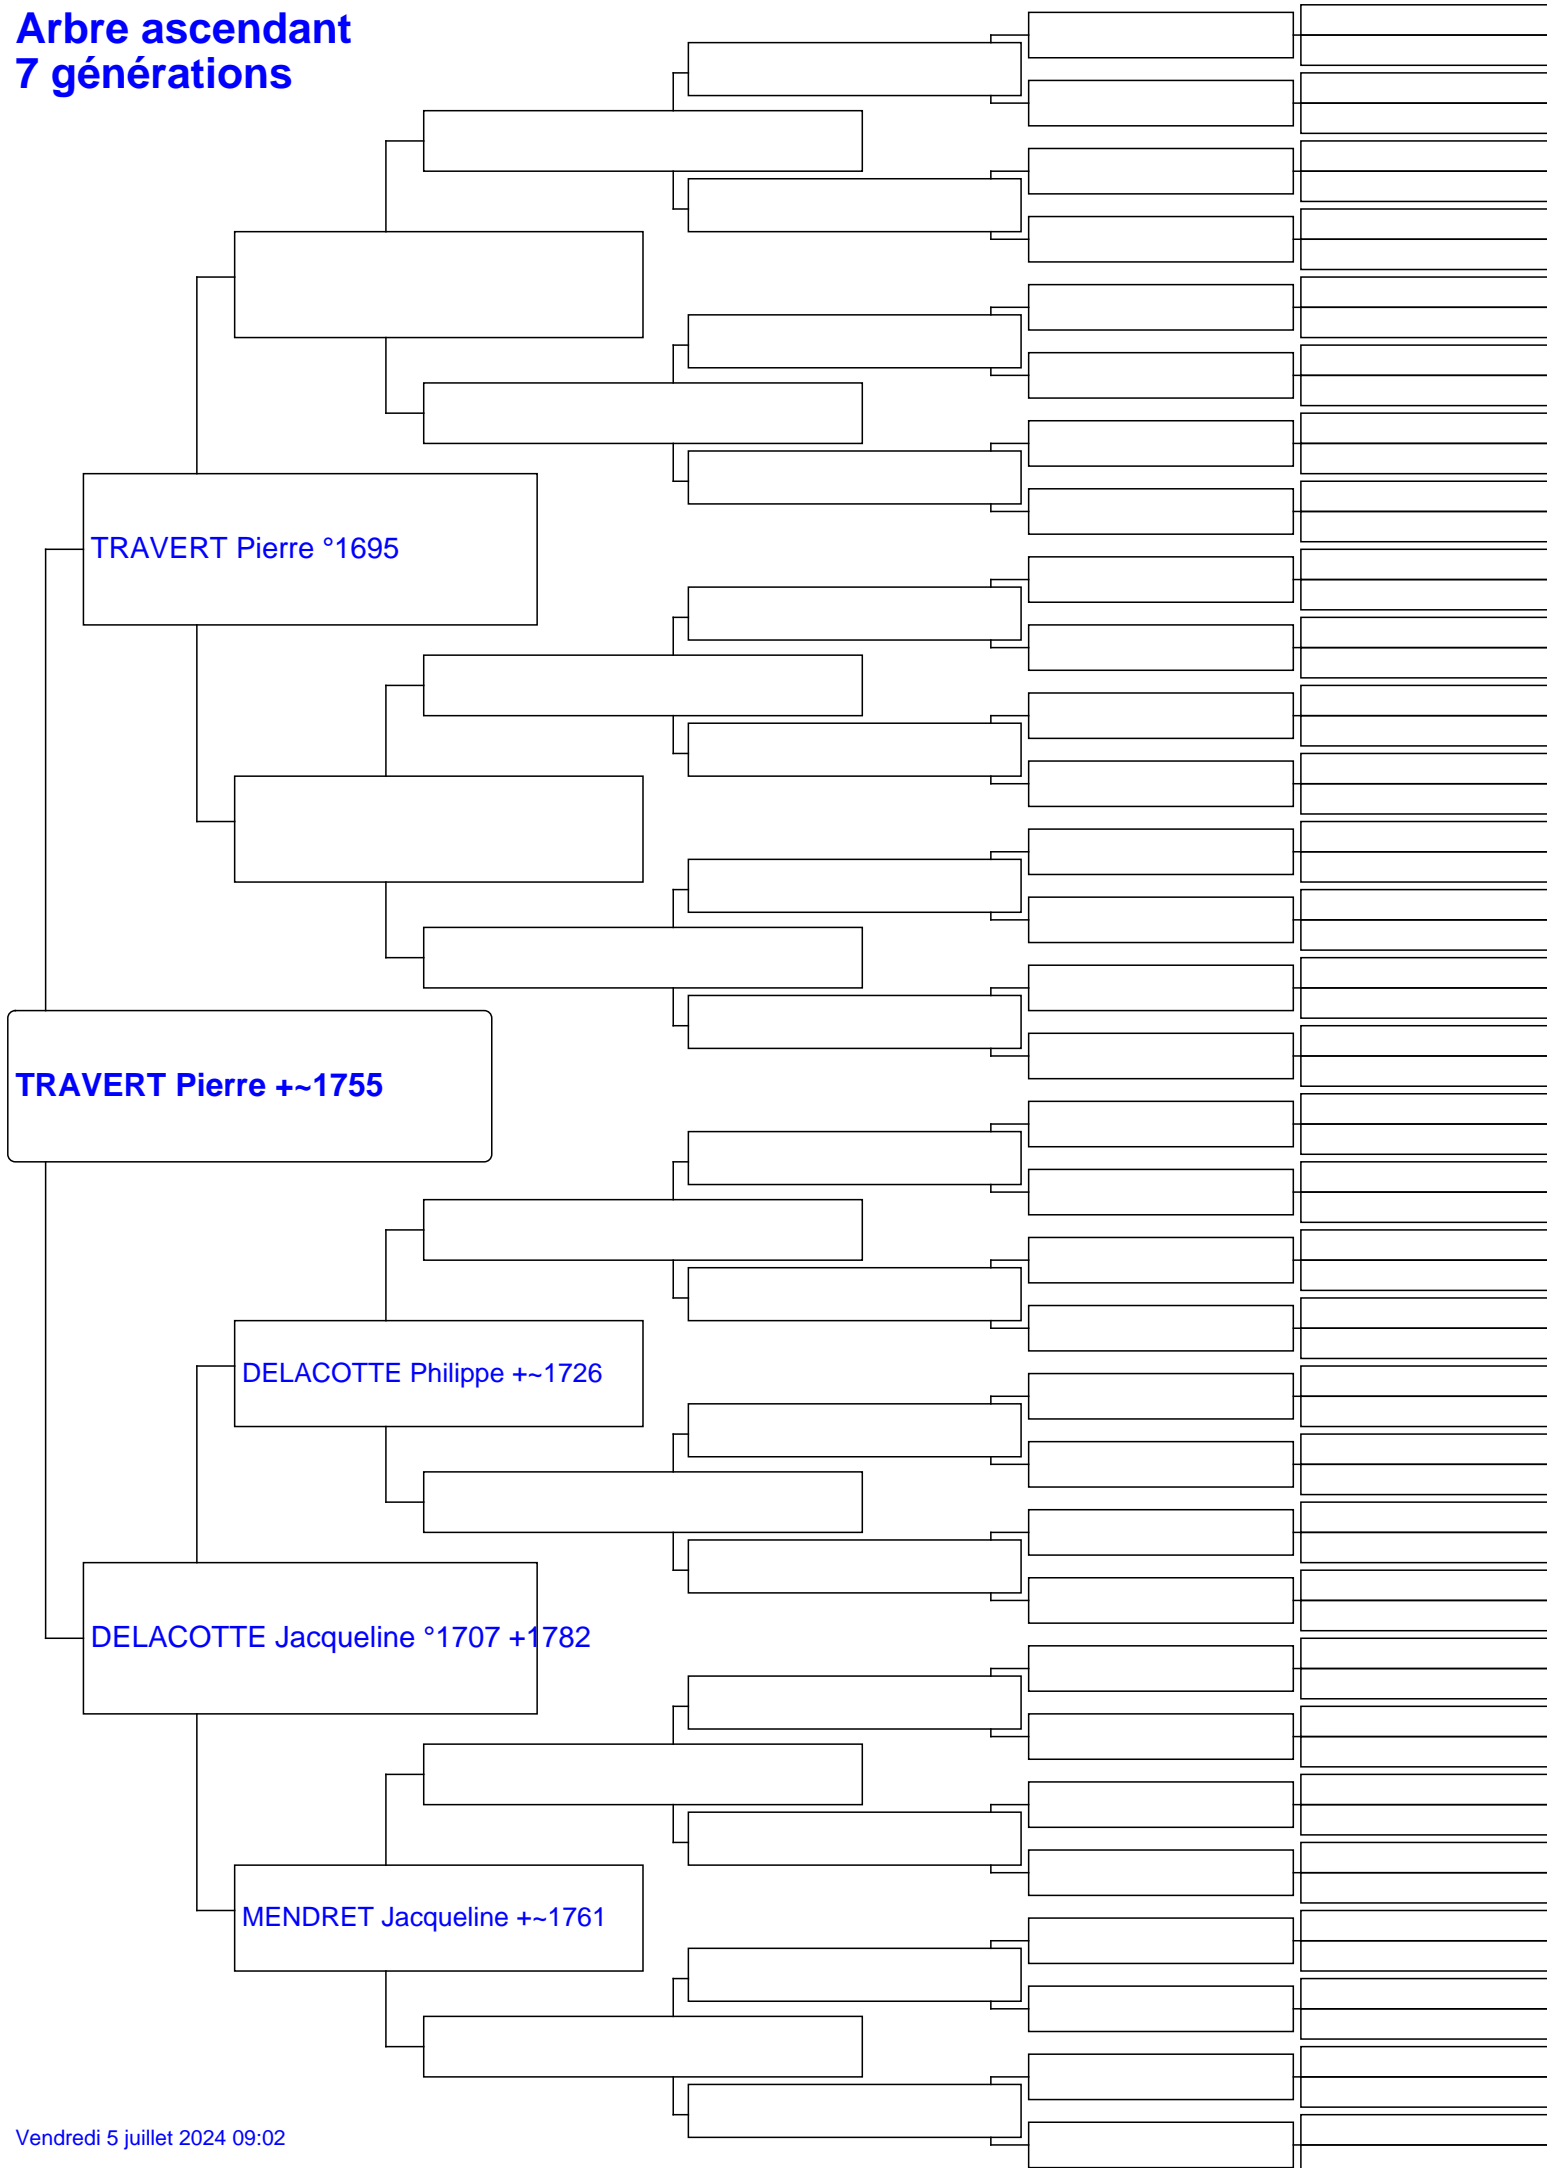 Arbre ascendant
7 générations
TRAVERT Pierre °1695
TRAVERT Pierre +~1755
DELACOTTE Philippe +~1726
DELACOTTE Jacqueline °1707 +1782
MENDRET Jacqueline +~1761
Vendredi 5 juillet 2024 09:02